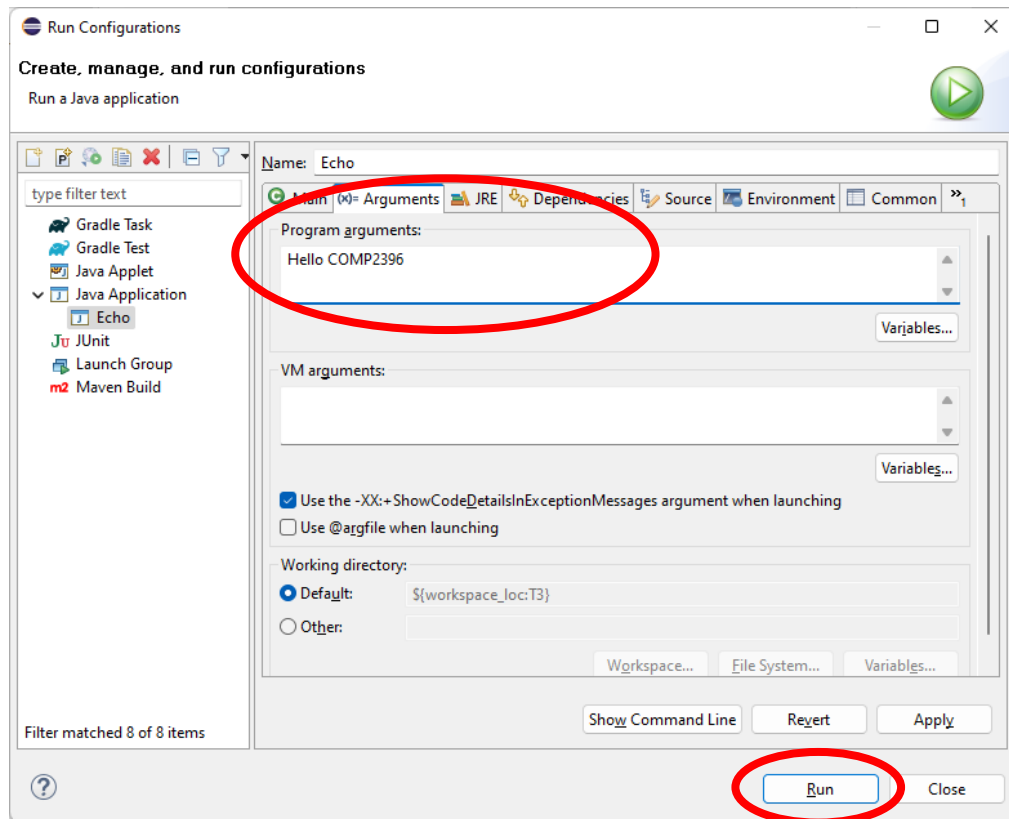 Run Configurations
Create, manage, and run configurations
Run a Java application
type filter text
Gradle Task
Gradle Test
Java Applet
Java Application
Echo
JUnit
Launch Group
Maven Build
Filter matched 8 of 8 items
Name: Echo
Main (x)= Arguments JRE Dependencies Source Environment Common »1
Program arguments:
Hello COMP2396
Variables...
VM arguments:
Variables...
Use the -XX:+ShowCodeDetailsInExceptionMessages argument when launching
Use @argfile when launching
Working directory:
Default: ${workspace_loc:T3}
Other:
Workspace... File System... Variables...
Show Command Line Revert Apply
Run Close